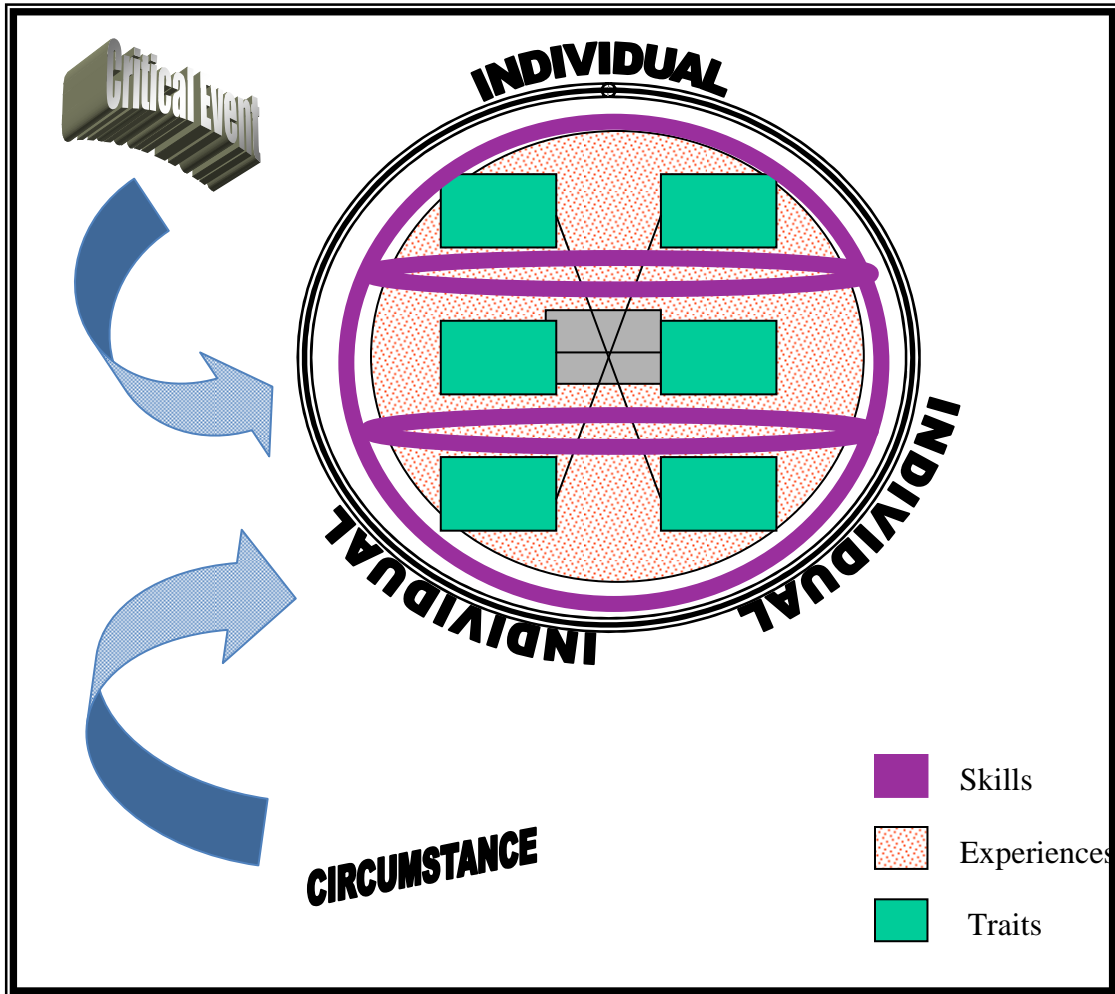 Critical Event
INDIVIDUAL
INDIVIDUAL
INDIVIDUAL
CIRCUMSTANCE
Skills
Experiences
Traits